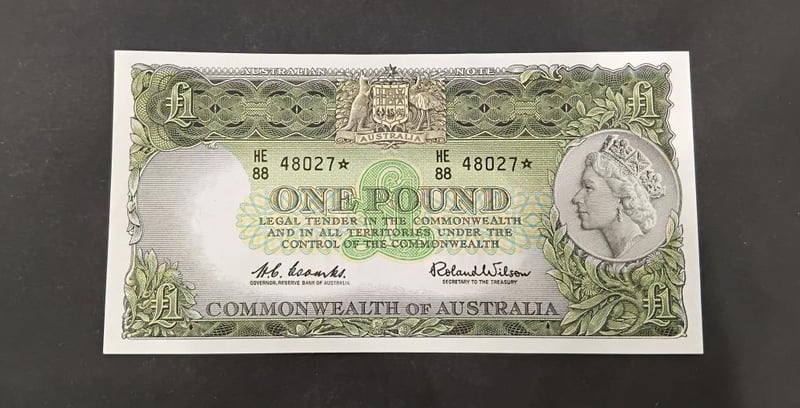 AUSTRALIAN NOTE
£1 £1
AUSTRALIA
HE 88 48027☆ HE 88 48027☆
ONE POUND
LEGAL TENDER IN THE COMMONWEALTH
AND IN ALL TERRITORIES UNDER THE
CONTROL OF THE COMMONWEALTH
H.C. Coombs. Roland Wilson
GOVERNOR, RESERVE BANK OF AUSTRALIA. SECRETARY TO THE TREASURY
£1 £1
COMMONWEALTH OF AUSTRALIA